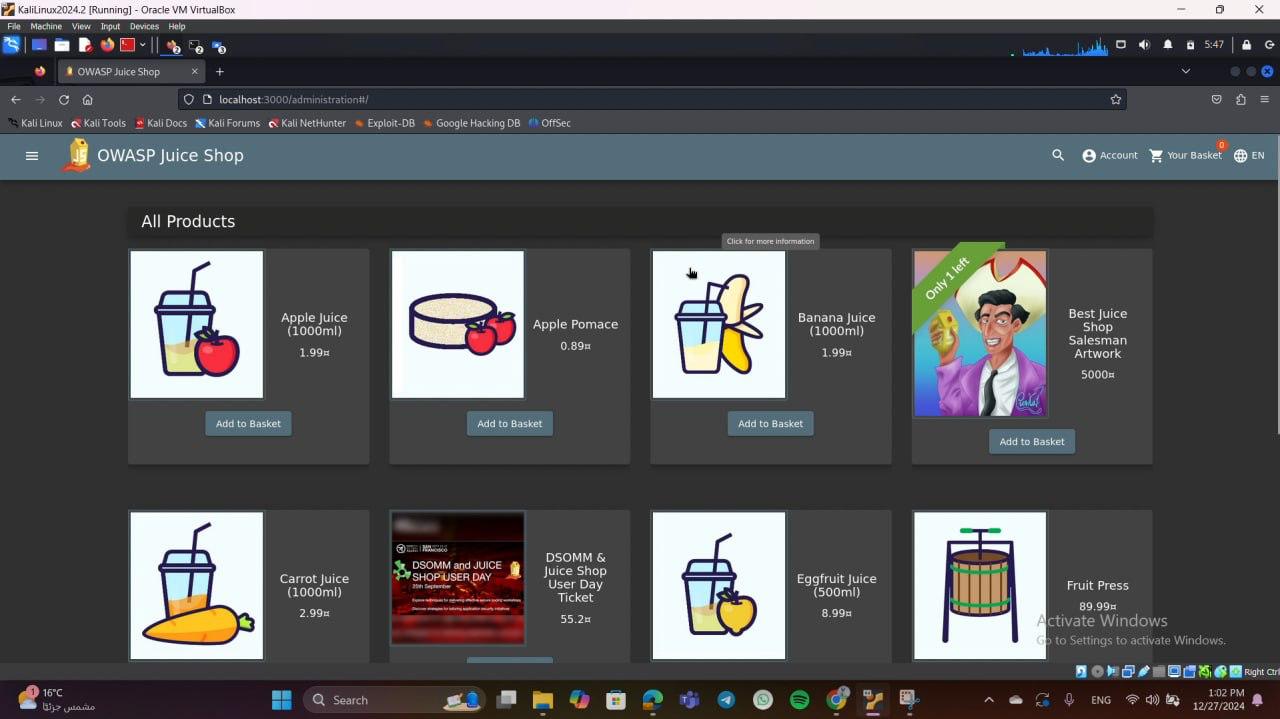 KaliLinux2024.2 [Running] - Oracle VM VirtualBox
File Machine View Input Devices Help
2 2 3 5:47
OWASP Juice Shop
localhost:3000/administration#/
Kali Linux Kali Tools Kali Docs Kali Forums Kali NetHunter Exploit-DB Google Hacking DB OffSec
OWASP Juice Shop Account Your Basket 0 EN
All Products
Click for more information
Only 1 left
Apple Juice
(1000ml)
1.99¤
Add to Basket
Apple Pomace
0.89¤
Add to Basket
Banana Juice
(1000ml)
1.99¤
Add to Basket
Best Juice
Shop
Salesman
Artwork
5000¤
Add to Basket
Carrot Juice
(1000ml)
2.99¤
SAN FRANCISCO
DSOMM and JUICE
SHOP USER DAY
DSOMM &
Juice Shop
User Day
Ticket
55.2¤
Eggfruit Juice
(500ml)
8.99¤
Fruit Press
89.99¤
Activate Windows
Go to Settings to activate Windows.
Right Ctrl
1
16°C
مشمس جزئيًا
Search
ENG
1:02 PM
12/27/2024